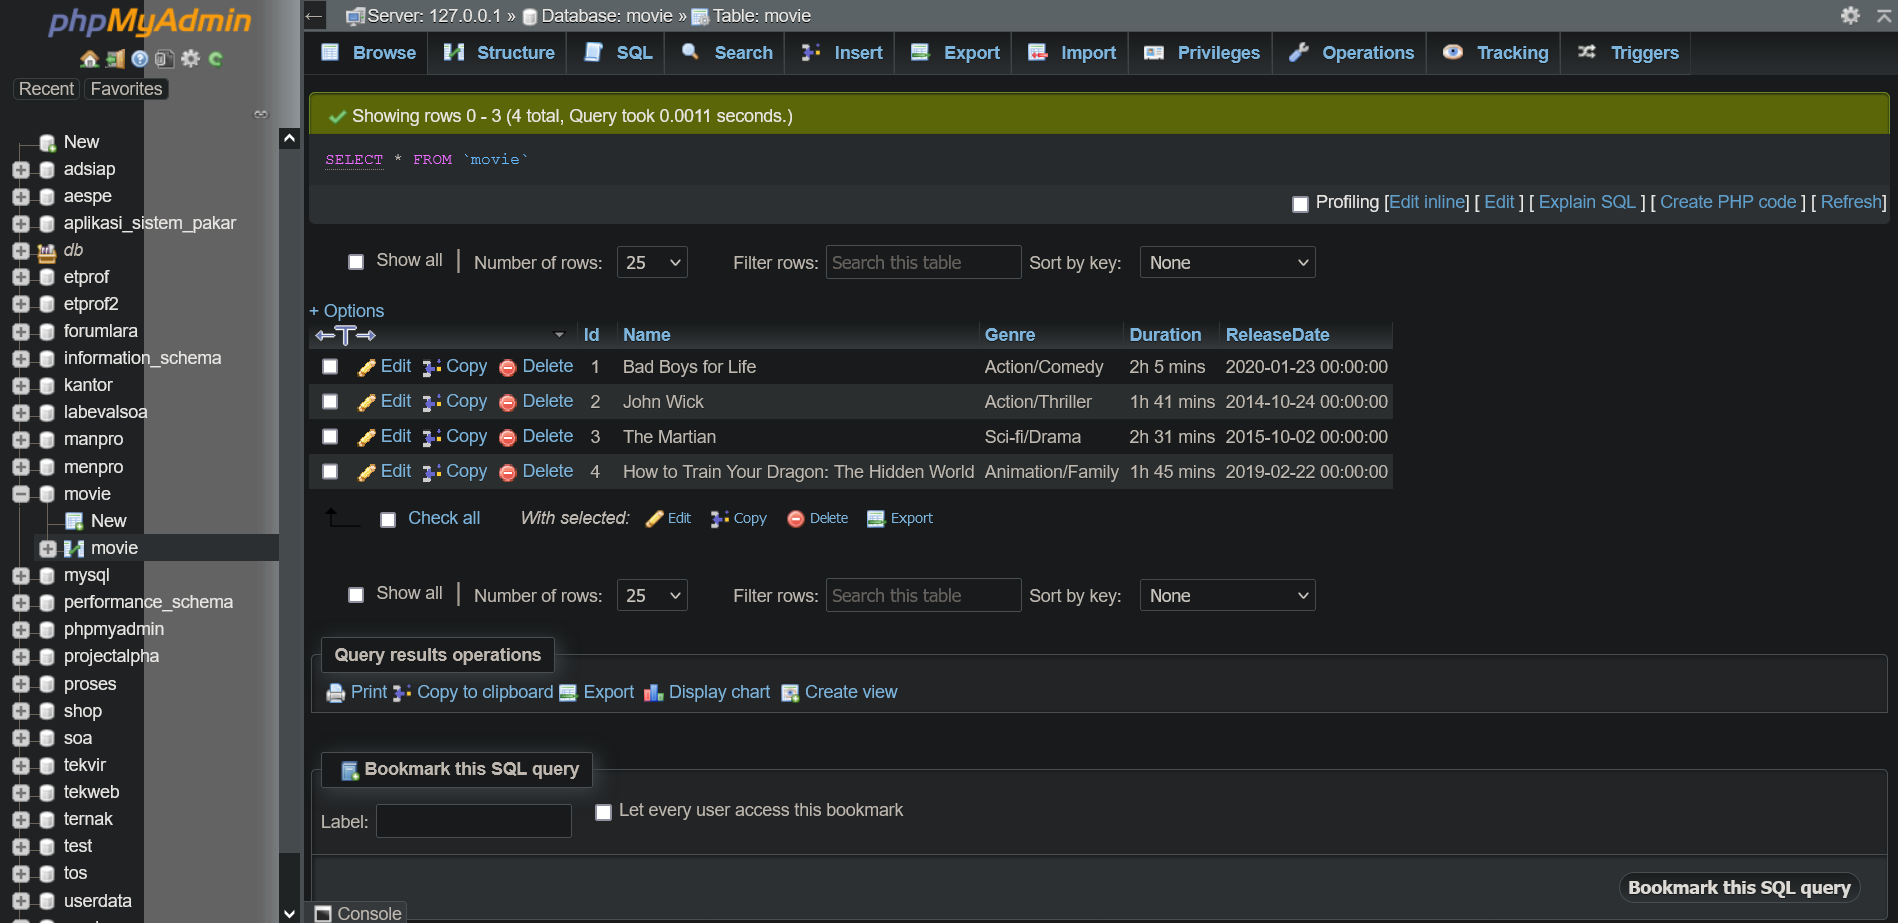 phpMyAdmin
Recent Favorites
New
adsiap
aespe
aplikasi_sistem_pakar
db
etprof
etprof2
forumlara
information_schema
kantor
labevalsoa
manpro
menpro
movie
New
movie
mysql
performance_schema
phpmyadmin
projectalpha
proses
shop
soa
tekvir
tekweb
ternak
test
tos
userdata
Server: 127.0.0.1 » Database: movie » Table: movie
Browse Structure SQL Search Insert Export Import Privileges Operations Tracking Triggers
Showing rows 0 - 3 (4 total, Query took 0.0011 seconds.)
SELECT * FROM `movie`
Profiling [Edit inline] [ Edit ] [ Explain SQL ] [ Create PHP code ] [ Refresh]
Show all | Number of rows: 25 Filter rows: Search this table Sort by key: None
+ Options
←T→ Id Name Genre Duration ReleaseDate
Edit Copy Delete 1 Bad Boys for Life Action/Comedy 2h 5 mins 2020-01-23 00:00:00
Edit Copy Delete 2 John Wick Action/Thriller 1h 41 mins 2014-10-24 00:00:00
Edit Copy Delete 3 The Martian Sci-fi/Drama 2h 31 mins 2015-10-02 00:00:00
Edit Copy Delete 4 How to Train Your Dragon: The Hidden World Animation/Family 1h 45 mins 2019-02-22 00:00:00
Check all With selected: Edit Copy Delete Export
Show all | Number of rows: 25 Filter rows: Search this table Sort by key: None
Query results operations
Print Copy to clipboard Export Display chart Create view
Bookmark this SQL query
Label: Let every user access this bookmark
Bookmark this SQL query
Console